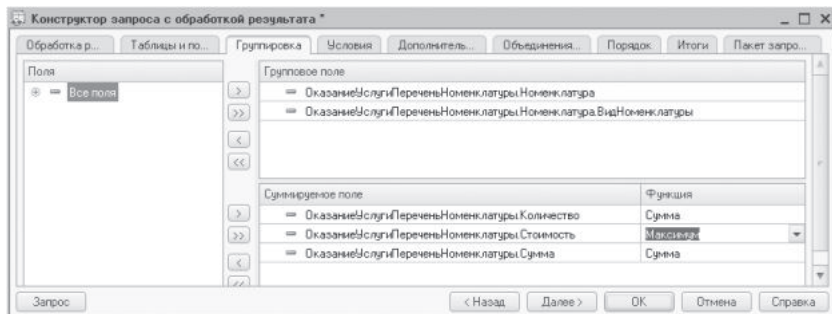 Конструктор запроса с обработкой результата *
Обработка р... Таблицы и по... Группировка Условия Дополнитель... Объединения... Порядок Итоги Пакет запро...
Поля
Все поля
Групповое поле
ОказаниеУслугиПереченьНоменклатуры.Номенклатура
ОказаниеУслугиПереченьНоменклатуры.Номенклатура.ВидНоменклатуры
Суммируемое поле Функция
ОказаниеУслугиПереченьНоменклатуры.Количество Сумма
ОказаниеУслугиПереченьНоменклатуры.Стоимость Максимум
ОказаниеУслугиПереченьНоменклатуры.Сумма Сумма
Запрос < Назад Далее > OK Отмена Справка